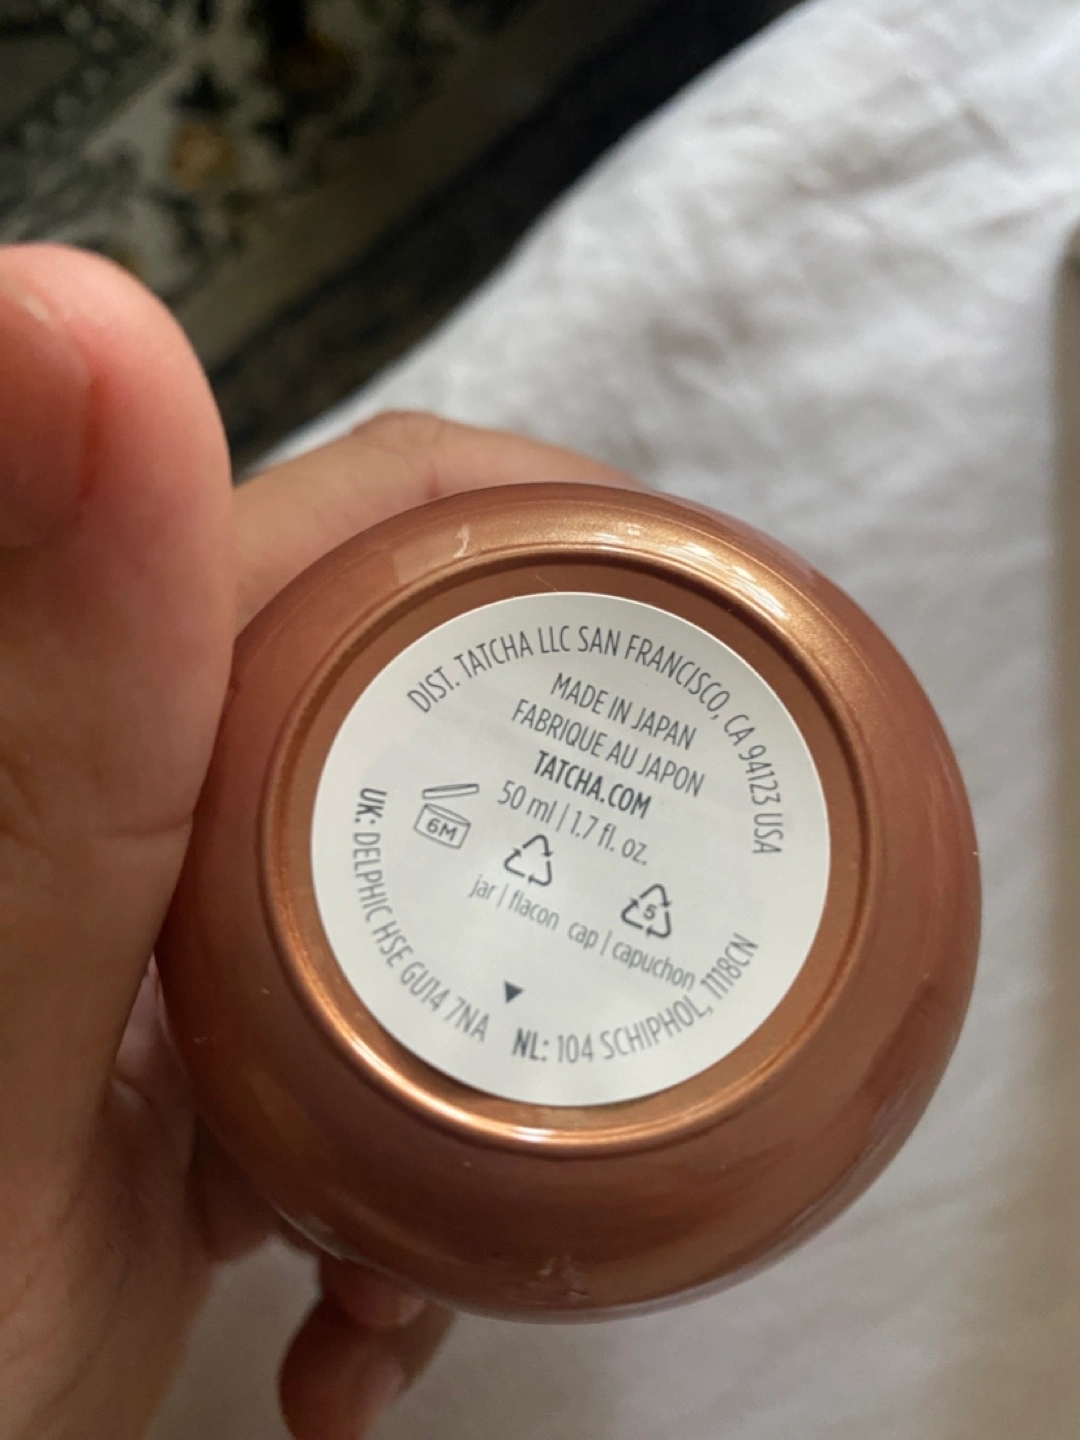 DIST. TATCHA LLC SAN FRANCISCO, CA 94123 USA
MADE IN JAPAN
FABRIQUE AU JAPON
TATCHA.COM
50 ml | 1.7 fl. oz.
6M
5
jar | flacon cap | capuchon
UK: DELPHIC HSE GU14 7NA NL: 104 SCHIPHOL, 1118CN